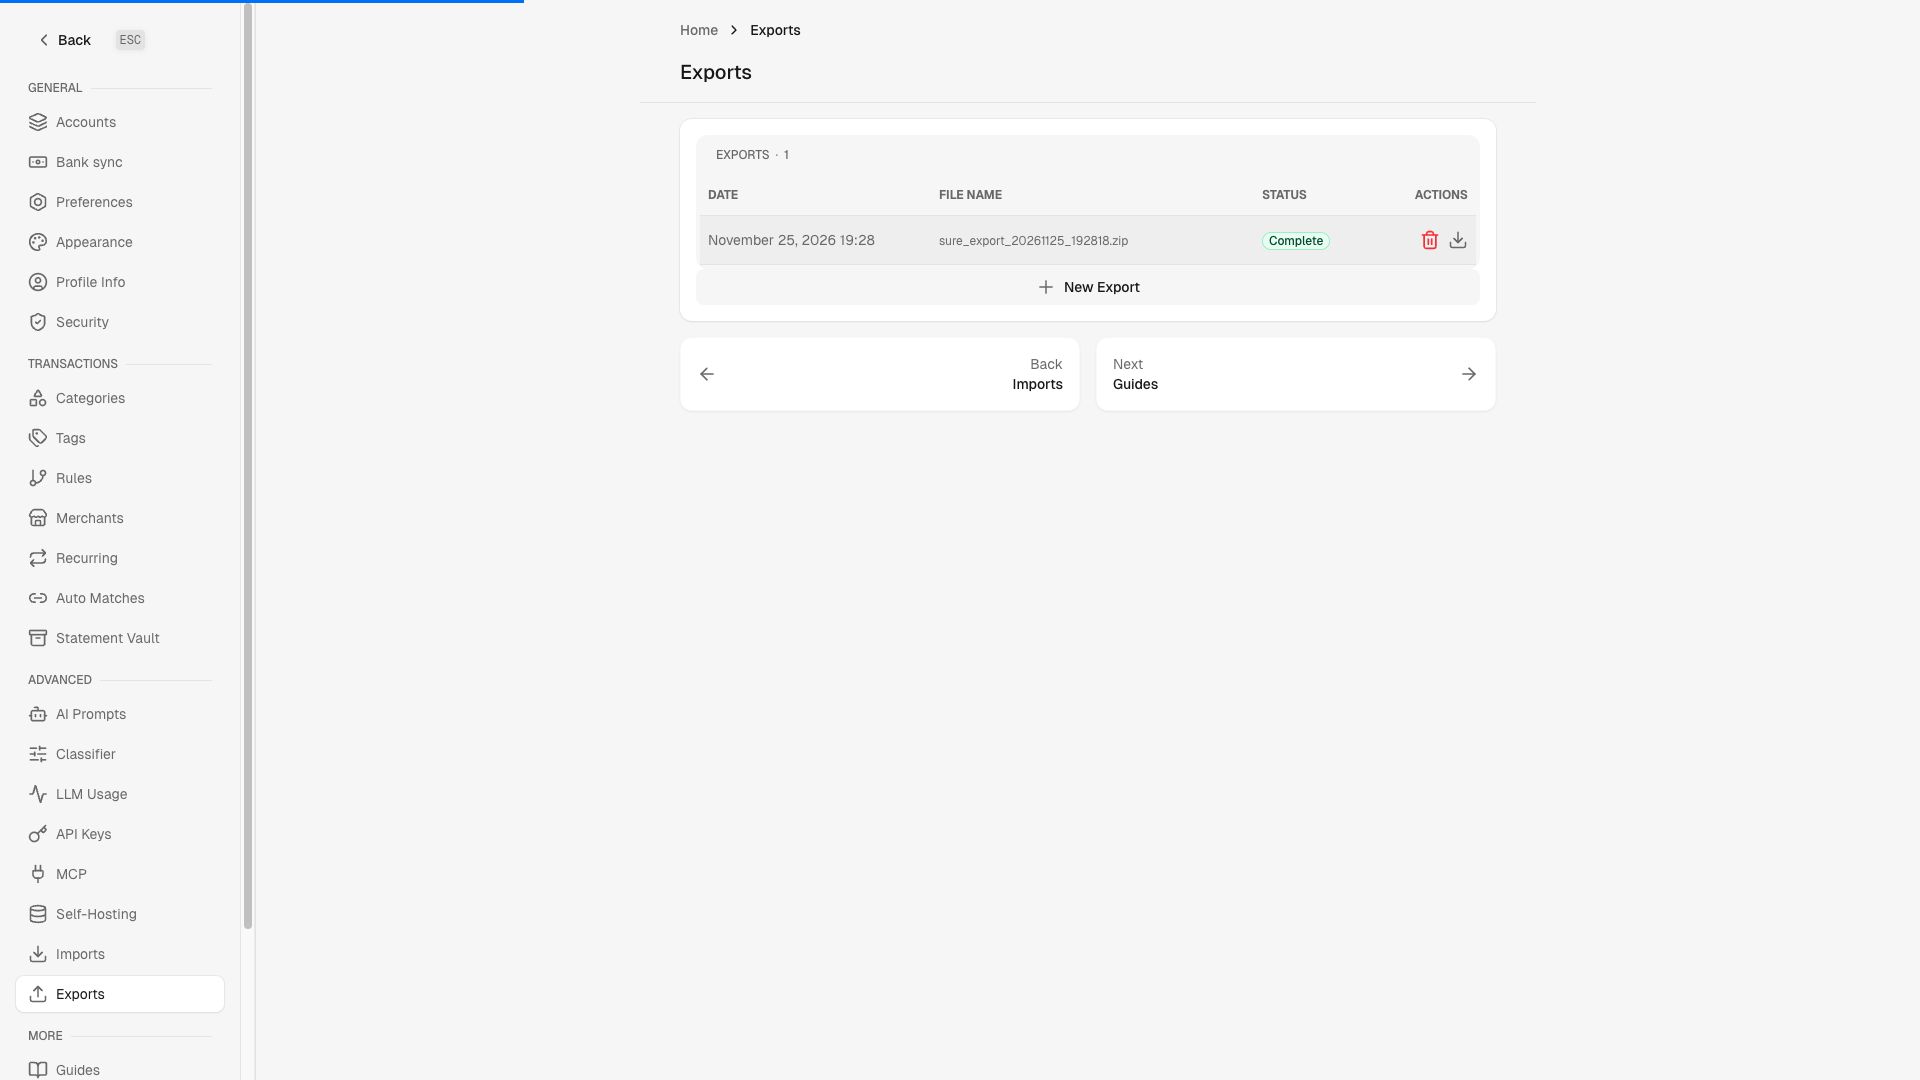 Back ESC
GENERAL
Accounts
Bank sync
Preferences
Appearance
Profile Info
Security
TRANSACTIONS
Categories
Tags
Rules
Merchants
Recurring
Auto Matches
Statement Vault
ADVANCED
AI Prompts
Classifier
LLM Usage
API Keys
MCP
Self-Hosting
Imports
Exports
MORE
Guides
Home Exports
Exports
EXPORTS · 1
DATE FILE NAME STATUS ACTIONS
November 25, 2026 19:28 sure_export_20261125_192818.zip Complete
New Export
Back
Imports
Next
Guides